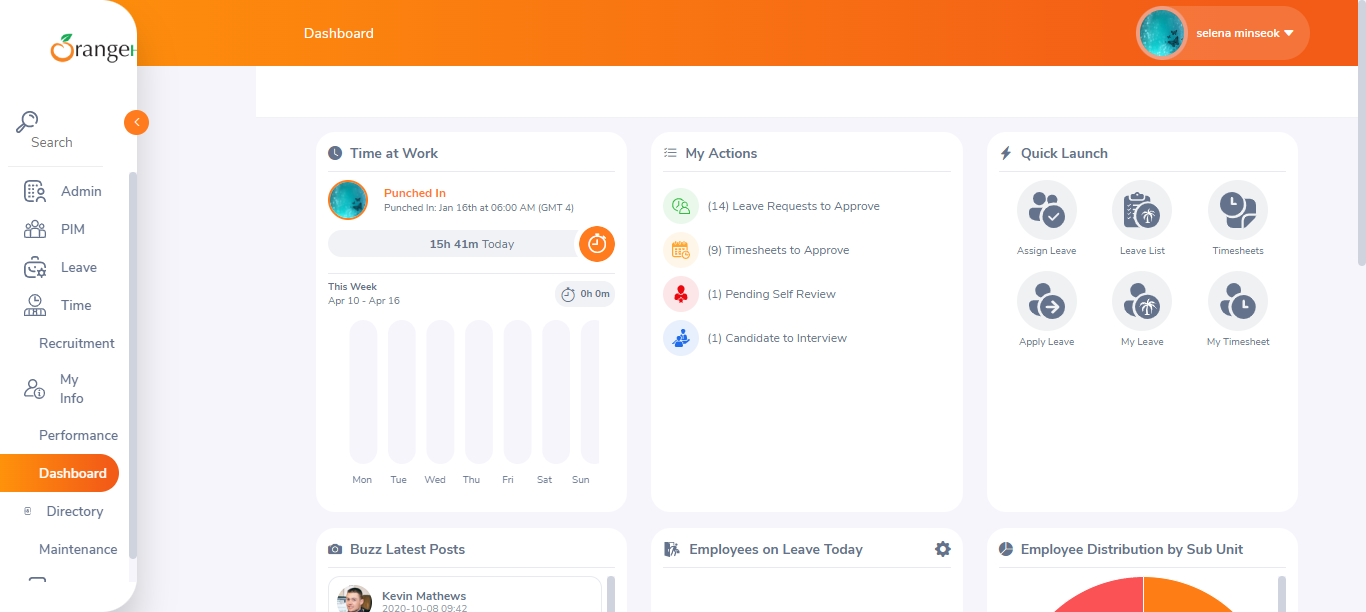 rangeH
Dashboard
selena minseok
Search
Admin
PIM
Leave
Time
Recruitment
My
Info
Performance
Dashboard
Directory
Maintenance
Time at Work
Punched In
Punched In: Jan 16th at 06:00 AM (GMT 4)
15h 41m Today
This Week
Apr 10 - Apr 16
0h 0m
Mon Tue Wed Thu Fri Sat Sun
My Actions
(14) Leave Requests to Approve
(9) Timesheets to Approve
(1) Pending Self Review
(1) Candidate to Interview
Quick Launch
Assign Leave Leave List Timesheets
Apply Leave My Leave My Timesheet
Buzz Latest Posts
Kevin Mathews
2020-10-08 09:42
Employees on Leave Today
Employee Distribution by Sub Unit